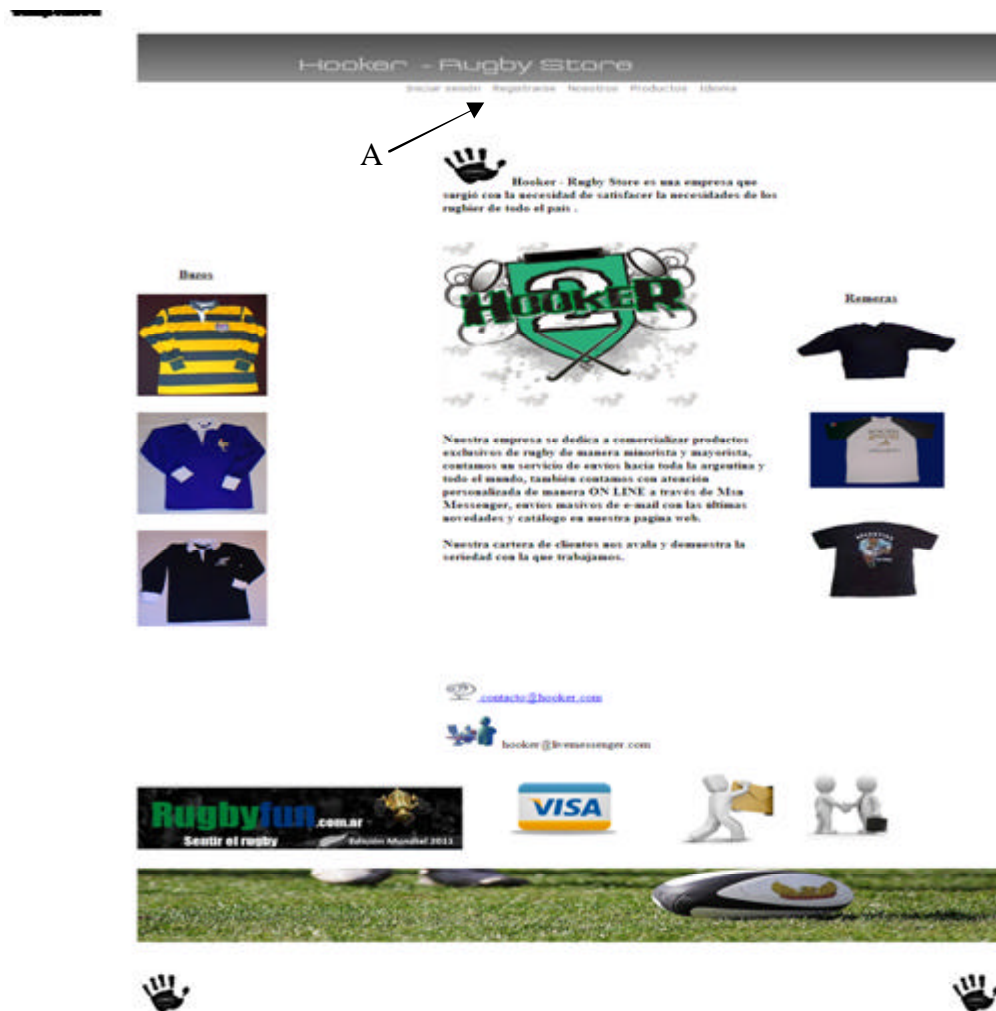 Hooker - Rugby Store
Iniciar sesión Registrarse Nosotros Productos Idioma
A
Hooker - Rugby Store es una empresa que
surgió con la necesidad de satisfacer la necesidades de los
rugbier de todo el país .
Buzos
2
HOOKER
Remeras
Nuestra empresa se dedica a comercializar productos
exclusivos de rugby de manera minorista y mayorista,
contamos un servicio de envíos hacia toda la argentina y
todo el mundo, también contamos con atención
personalizada de manera ON LINE a través de Msn
Messenger, envíos masivos de e-mail con las últimas
novedades y catálogo en nuestra pagina web.
Nuestra cartera de clientes nos avala y demuestra la
seriedad con la que trabajamos.
contacto@hooker.com
hooker@livemessenger.com
Rugbyfun.com.ar
Sentir el rugby
Edición Mundial 2011
VISA